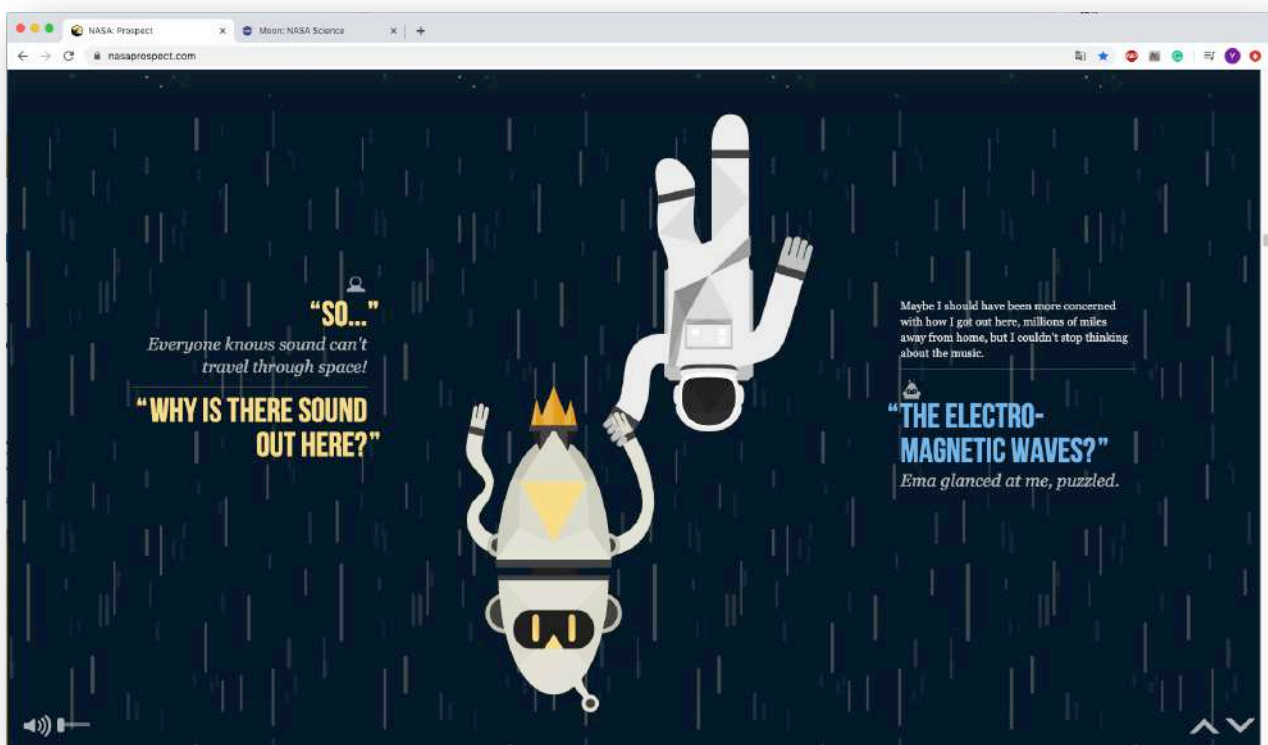 NASA: Prospect
Moon: NASA Science
nasaprospect.com
“SO...”
Everyone knows sound can't
travel through space!
“WHY IS THERE SOUND
OUT HERE?”
Maybe I should have been more concerned
with how I got out here, millions of miles
away from home, but I couldn't stop thinking
about the music.
“THE ELECTRO-
MAGNETIC WAVES?”
Ema glanced at me, puzzled.